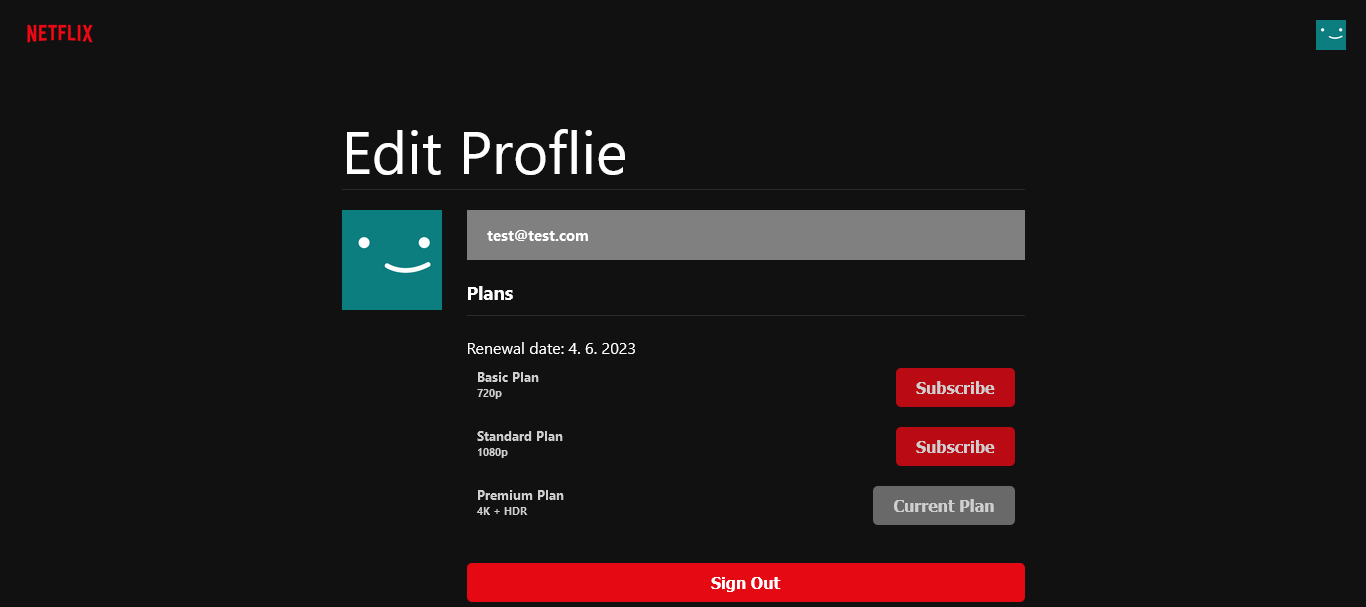 NETFLIX
Edit Proflie
test@test.com
Plans
Renewal date: 4. 6. 2023
Basic Plan
720p
Subscribe
Standard Plan
1080p
Subscribe
Premium Plan
4K + HDR
Current Plan
Sign Out